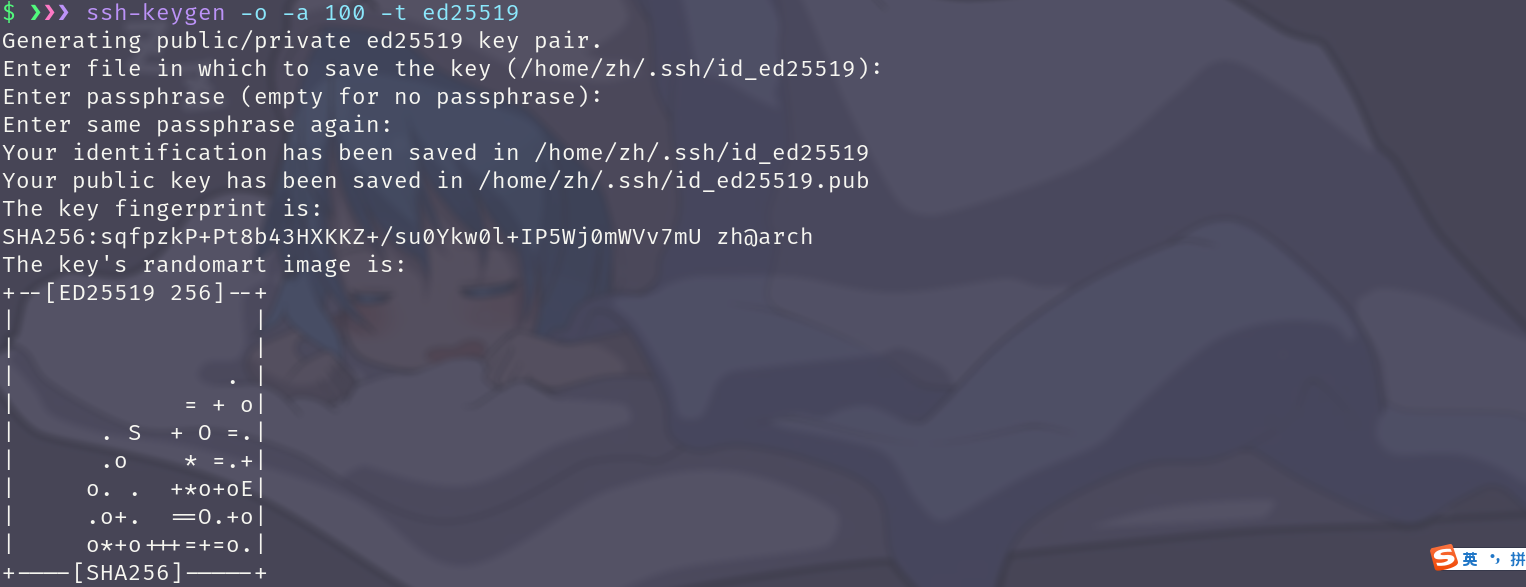 $ ❯❯❯ ssh-keygen -o -a 100 -t ed25519
Generating public/private ed25519 key pair.
Enter file in which to save the key (/home/zh/.ssh/id_ed25519):
Enter passphrase (empty for no passphrase):
Enter same passphrase again:
Your identification has been saved in /home/zh/.ssh/id_ed25519
Your public key has been saved in /home/zh/.ssh/id_ed25519.pub
The key fingerprint is:
SHA256:sqfpzkP+Pt8b43HXKKZ+/su0Ykw0l+IP5Wj0mWVv7mU zh@arch
The key's randomart image is:
+--[ED25519 256]--+
|                 |
|                 |
|               . |
|            = + o|
|      . S  + O =.|
|      .o    * =.+|
|     o. .  +*o+oE|
|     .o+.  ==O.+o|
|     o*+o+++=+=o.|
+----[SHA256]-----+
S 英 •, 拼